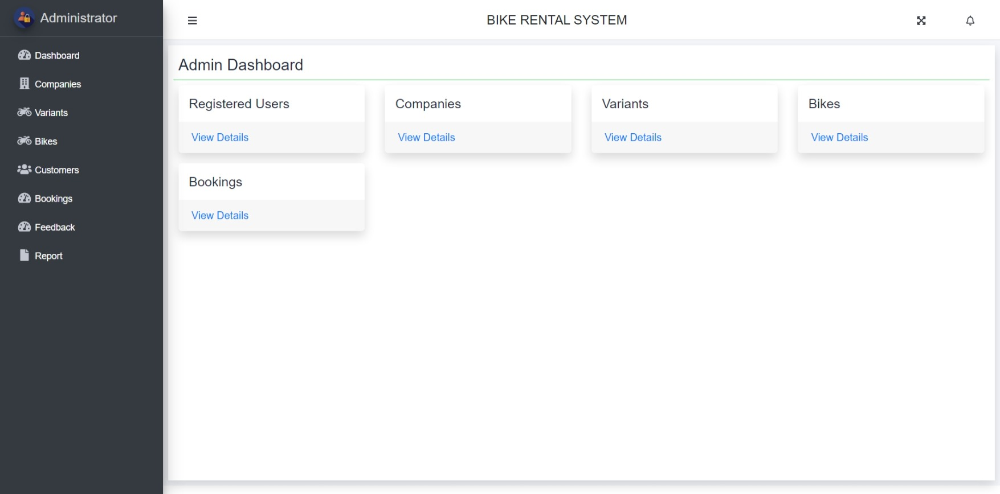 Administrator
BIKE RENTAL SYSTEM
Dashboard
Companies
Variants
Bikes
Customers
Bookings
Feedback
Report
Admin Dashboard
Registered Users
View Details
Companies
View Details
Variants
View Details
Bikes
View Details
Bookings
View Details